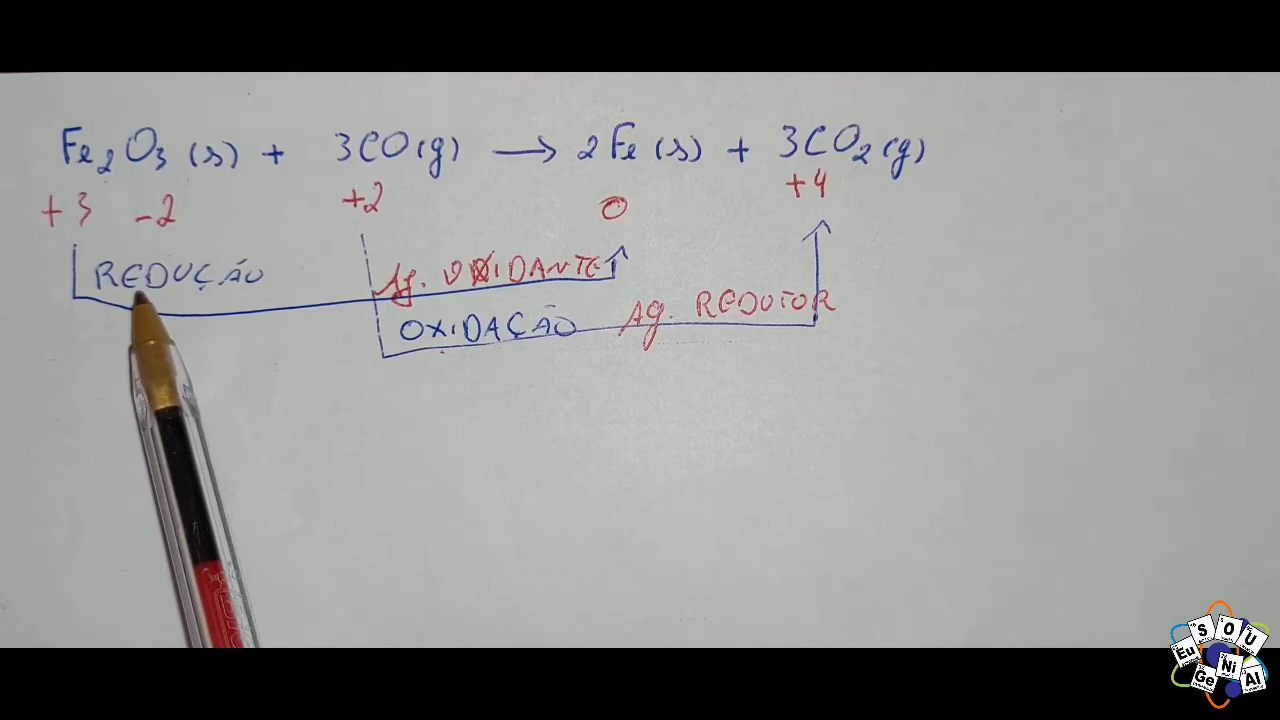 Fe₂O₃(s) + 3CO(g) → 2Fe(s) + 3CO₂(g)
+3 -2 +2 0 +4
REDUÇÃO Ag. OXIDANTE
OXIDAÇÃO Ag. REDUTOR
S O U
Eu Ni
Ge Al